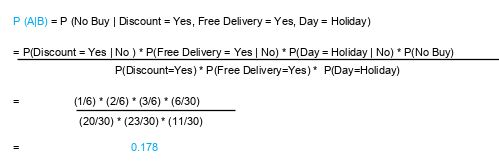 P (A|B) = P (No Buy | Discount = Yes, Free Delivery = Yes, Day = Holiday)
= P(Discount = Yes | No ) * P(Free Delivery = Yes | No) * P(Day = Holiday | No) * P(No Buy)
P(Discount=Yes) * P(Free Delivery=Yes) * P(Day=Holiday)
= (1/6) * (2/6) * (3/6) * (6/30)
(20/30) * (23/30) * (11/30)
= 0.178